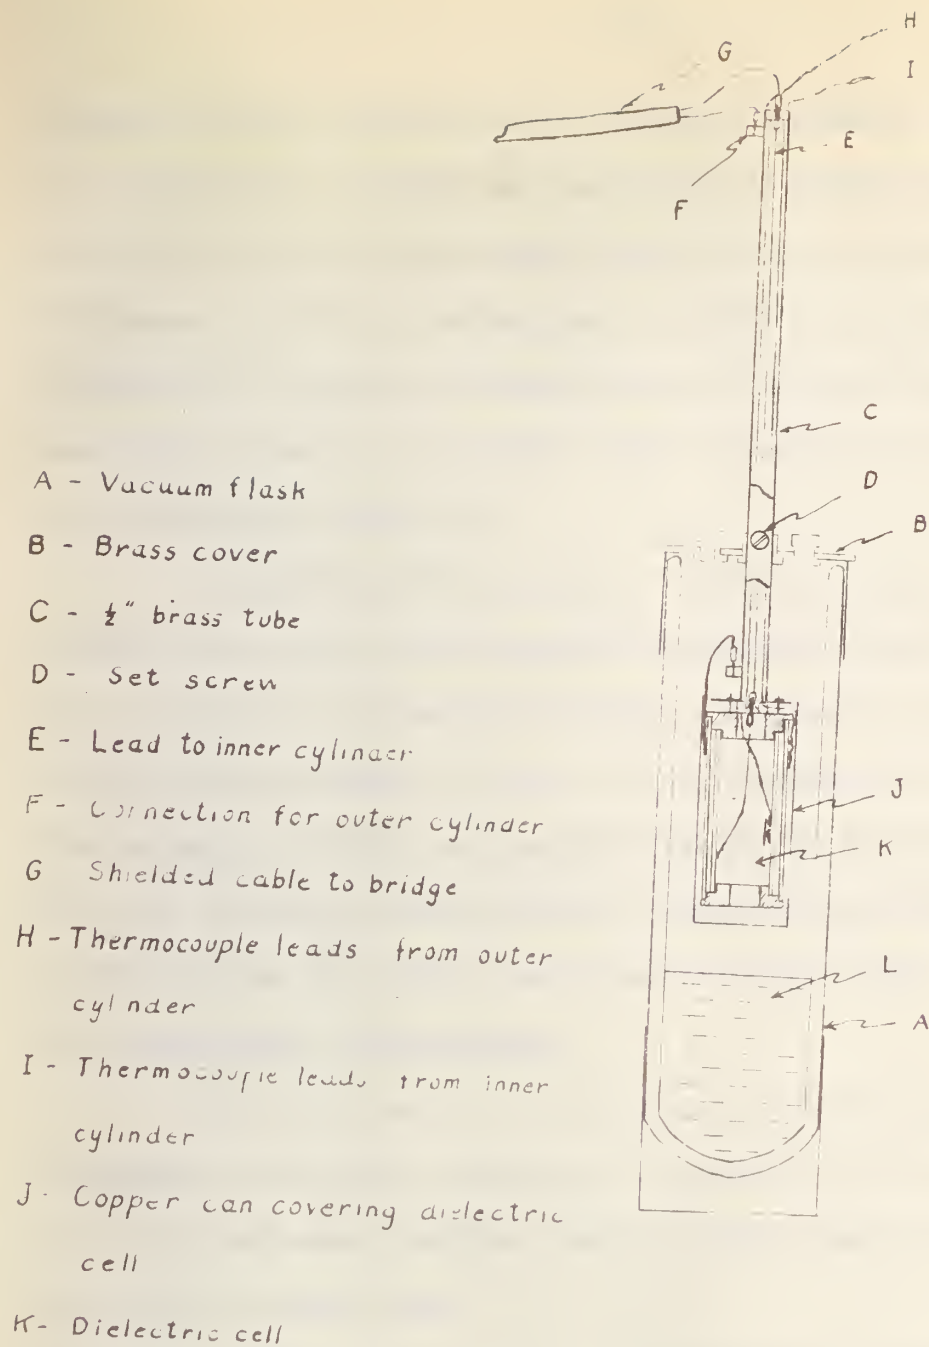 H
G
I
E
F
C
D
B
A - Vacuum flask
B - Brass cover
C - ½" brass tube
D - Set screw
E - Lead to inner cylinder
J
F - Connection for outer cylinder
K
G Shielded cable to bridge
H - Thermocouple leads from outer
cylinder
L
A
I - Thermocouple leads from inner
cylinder
J - Copper can covering dielectric
cell
K - Dielectric cell